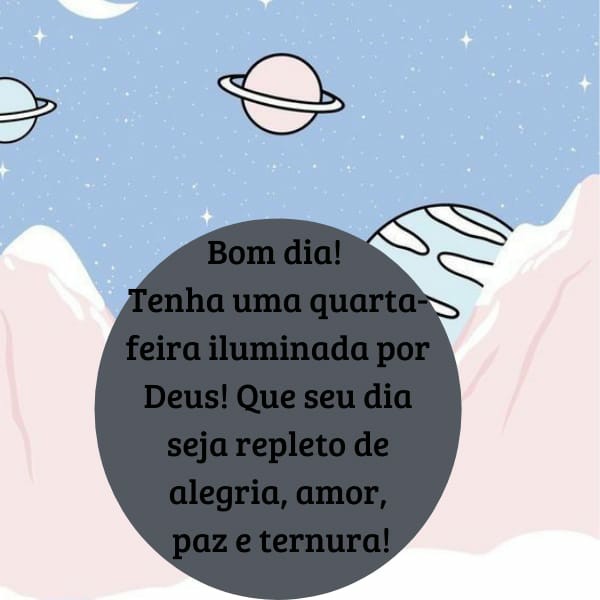 Bom dia!
Tenha uma quarta-
feira iluminada por
Deus! Que seu dia
seja repleto de
alegria, amor,
paz e ternura!